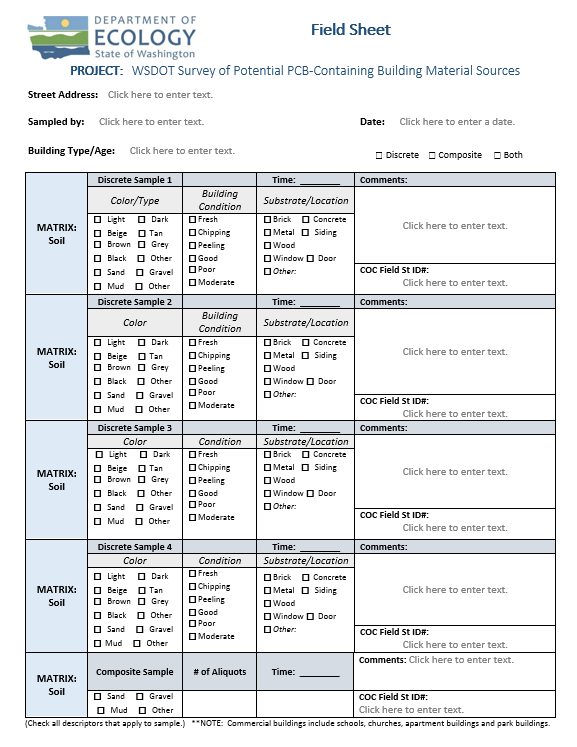 DEPARTMENT OF
ECOLOGY
State of Washington
Field Sheet
PROJECT: WSDOT Survey of Potential PCB-Containing Building Material Sources
Street Address: Click here to enter text.
Sampled by: Click here to enter text. Date: Click here to enter a date.
Building Type/Age: Click here to enter text.
☐ Discrete ☐ Composite ☐ Both
MATRIX:
Soil
Discrete Sample 1 Time: ________ Comments:
Color/Type Building Condition Substrate/Location
☐ Light ☐ Dark ☐ Fresh ☐ Brick ☐ Concrete
☐ Beige ☐ Tan ☐ Chipping ☐ Metal ☐ Siding
☐ Brown ☐ Grey ☐ Peeling ☐ Wood
☐ Black ☐ Other ☐ Good ☐ Window ☐ Door
☐ Sand ☐ Gravel ☐ Poor ☐ Other:
☐ Mud ☐ Other ☐ Moderate
Click here to enter text.
COC Field St ID#:
Click here to enter text.
MATRIX:
Soil
Discrete Sample 2 Time: ________ Comments:
Color Building Condition Substrate/Location
☐ Light ☐ Dark ☐ Fresh ☐ Brick ☐ Concrete
☐ Beige ☐ Tan ☐ Chipping ☐ Metal ☐ Siding
☐ Brown ☐ Grey ☐ Peeling ☐ Wood
☐ Black ☐ Other ☐ Good ☐ Window ☐ Door
☐ Sand ☐ Gravel ☐ Poor ☐ Other:
☐ Mud ☐ Other ☐ Moderate
Click here to enter text.
COC Field St ID#:
Click here to enter text.
MATRIX:
Soil
Discrete Sample 3 Time: ________ Comments:
Color Condition Substrate/Location
☐ Light ☐ Dark ☐ Fresh ☐ Brick ☐ Concrete
☐ Beige ☐ Tan ☐ Chipping ☐ Metal ☐ Siding
☐ Brown ☐ Grey ☐ Peeling ☐ Wood
☐ Black ☐ Other ☐ Good ☐ Window ☐ Door
☐ Sand ☐ Gravel ☐ Poor ☐ Other:
☐ Mud ☐ Other ☐ Moderate
Click here to enter text.
COC Field St ID#:
Click here to enter text.
MATRIX:
Soil
Discrete Sample 4 Time: ________ Comments:
Color Condition Substrate/Location
☐ Light ☐ Dark ☐ Fresh ☐ Brick ☐ Concrete
☐ Beige ☐ Tan ☐ Chipping ☐ Metal ☐ Siding
☐ Brown ☐ Grey ☐ Peeling ☐ Wood
☐ Black ☐ Other ☐ Good ☐ Window ☐ Door
☐ Sand ☐ Gravel ☐ Poor ☐ Other:
☐ Mud ☐ Other ☐ Moderate
Click here to enter text.
COC Field St ID#:
Click here to enter text.
MATRIX:
Soil
Composite Sample # of Aliquots Time: ________ Comments: Click here to enter text.
☐ Sand ☐ Gravel COC Field St ID#:
☐ Mud ☐ Other Click here to enter text.
(Check all descriptors that apply to sample.) **NOTE: Commercial buildings include schools, churches, apartment buildings and park buildings.